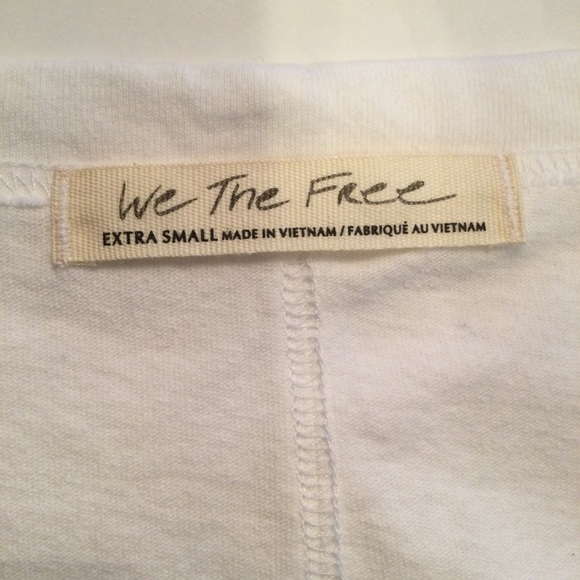 We The Free
EXTRA SMALL MADE IN VIETNAM / FABRIQUÉ AU VIETNAM